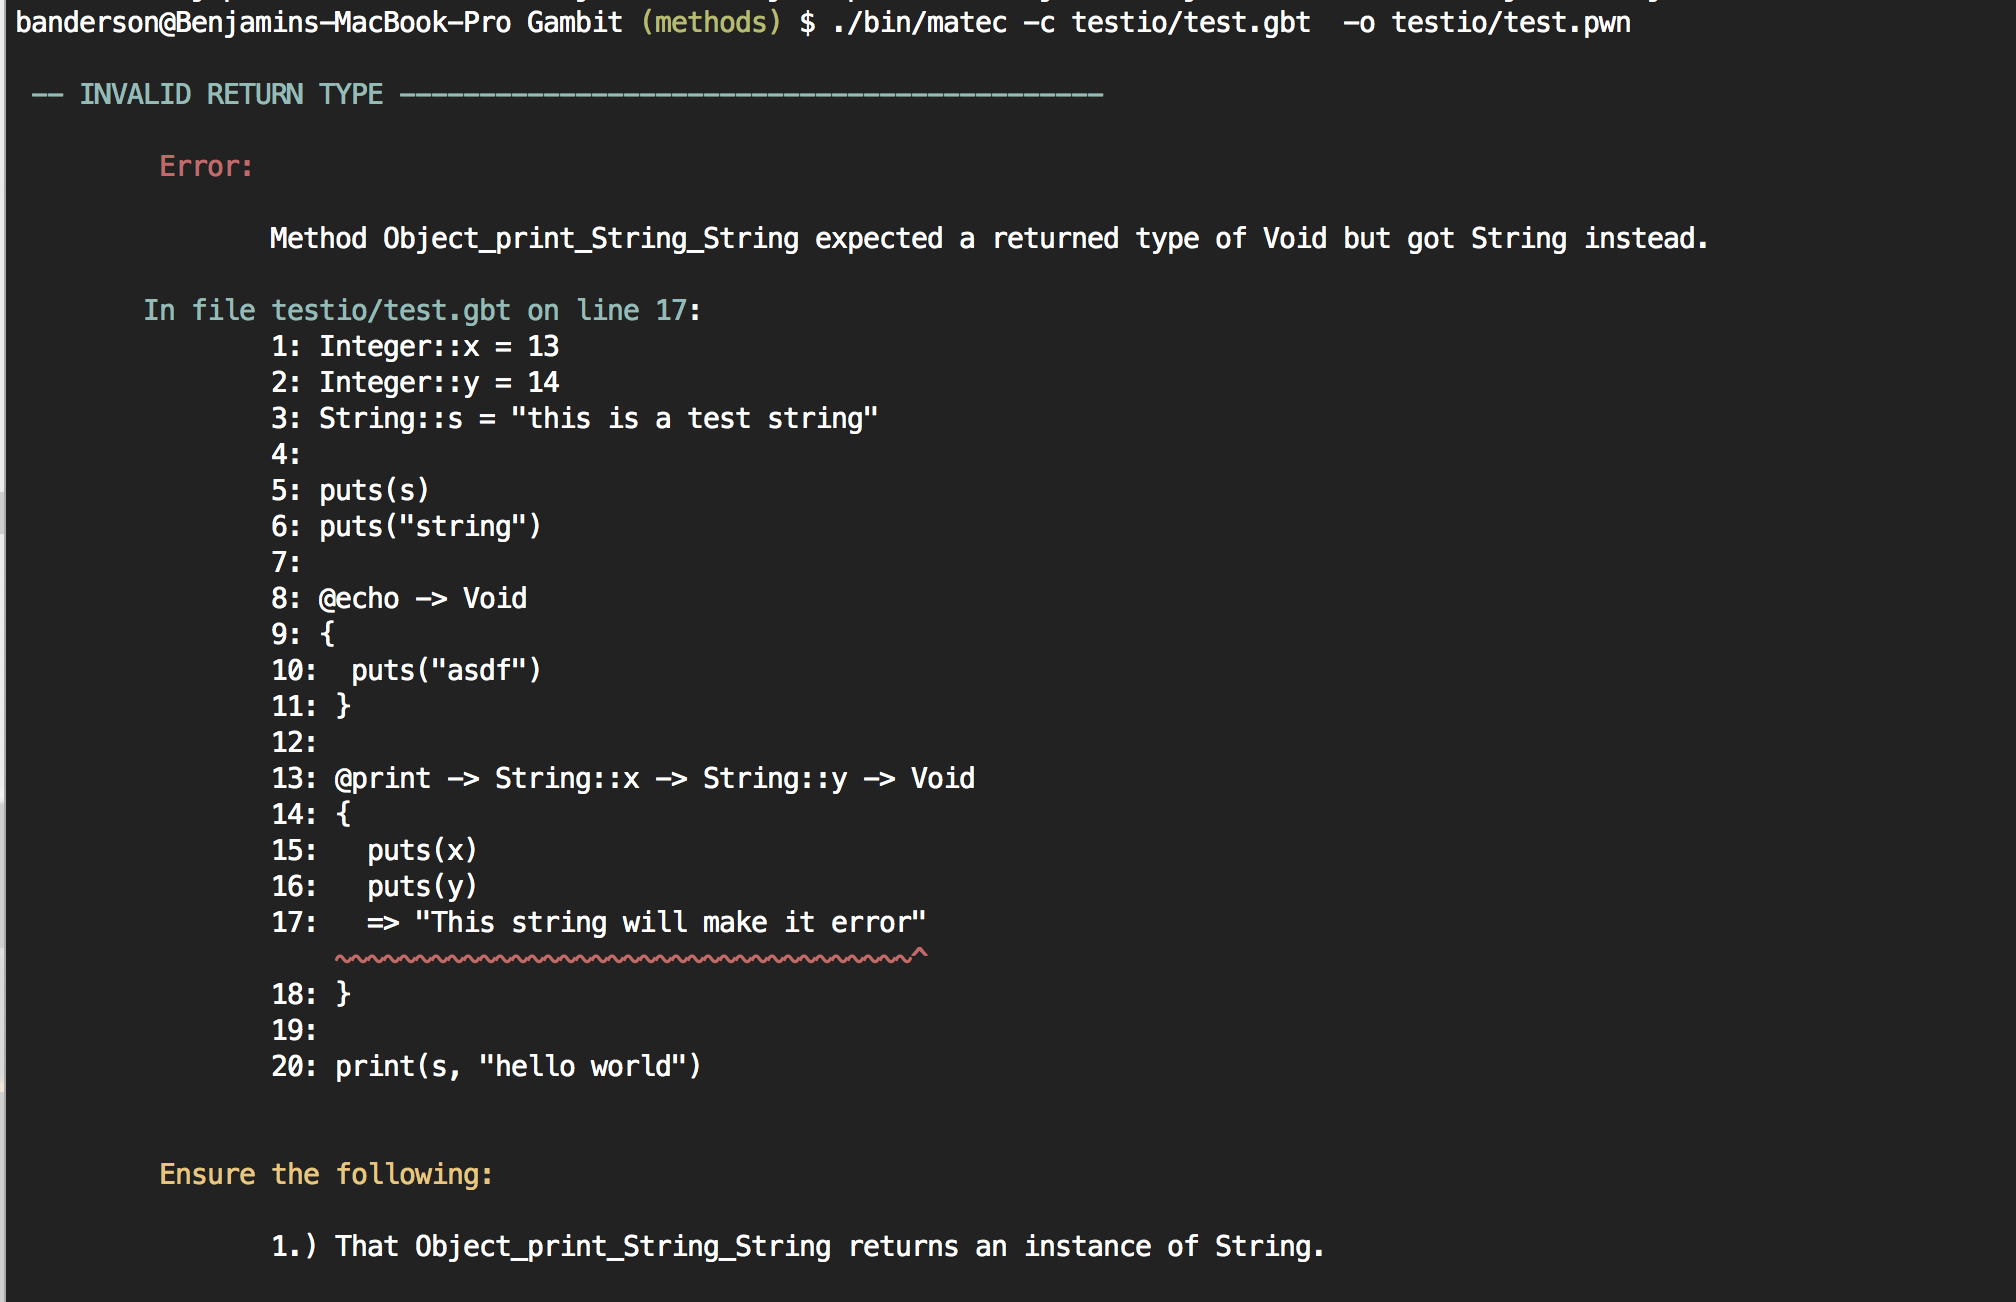 banderson@Benjamins-MacBook-Pro Gambit (methods) $ ./bin/matec -c testio/test.gbt  -o testio/test.pwn
-- INVALID RETURN TYPE --------------------------------------------
Error:
Method Object_print_String_String expected a returned type of Void but got String instead.
In file testio/test.gbt on line 17:
1: Integer::x = 13
2: Integer::y = 14
3: String::s = "this is a test string"
4:
5: puts(s)
6: puts("string")
7:
8: @echo -> Void
9: {
10:  puts("asdf")
11: }
12:
13: @print -> String::x -> String::y -> Void
14: {
15:   puts(x)
16:   puts(y)
17:   => "This string will make it error"
~~~~~~~~~~~~~~~~~~~~~~~~~~~~~~~~~~~~^
18: }
19:
20: print(s, "hello world")
Ensure the following:
1.) That Object_print_String_String returns an instance of String.